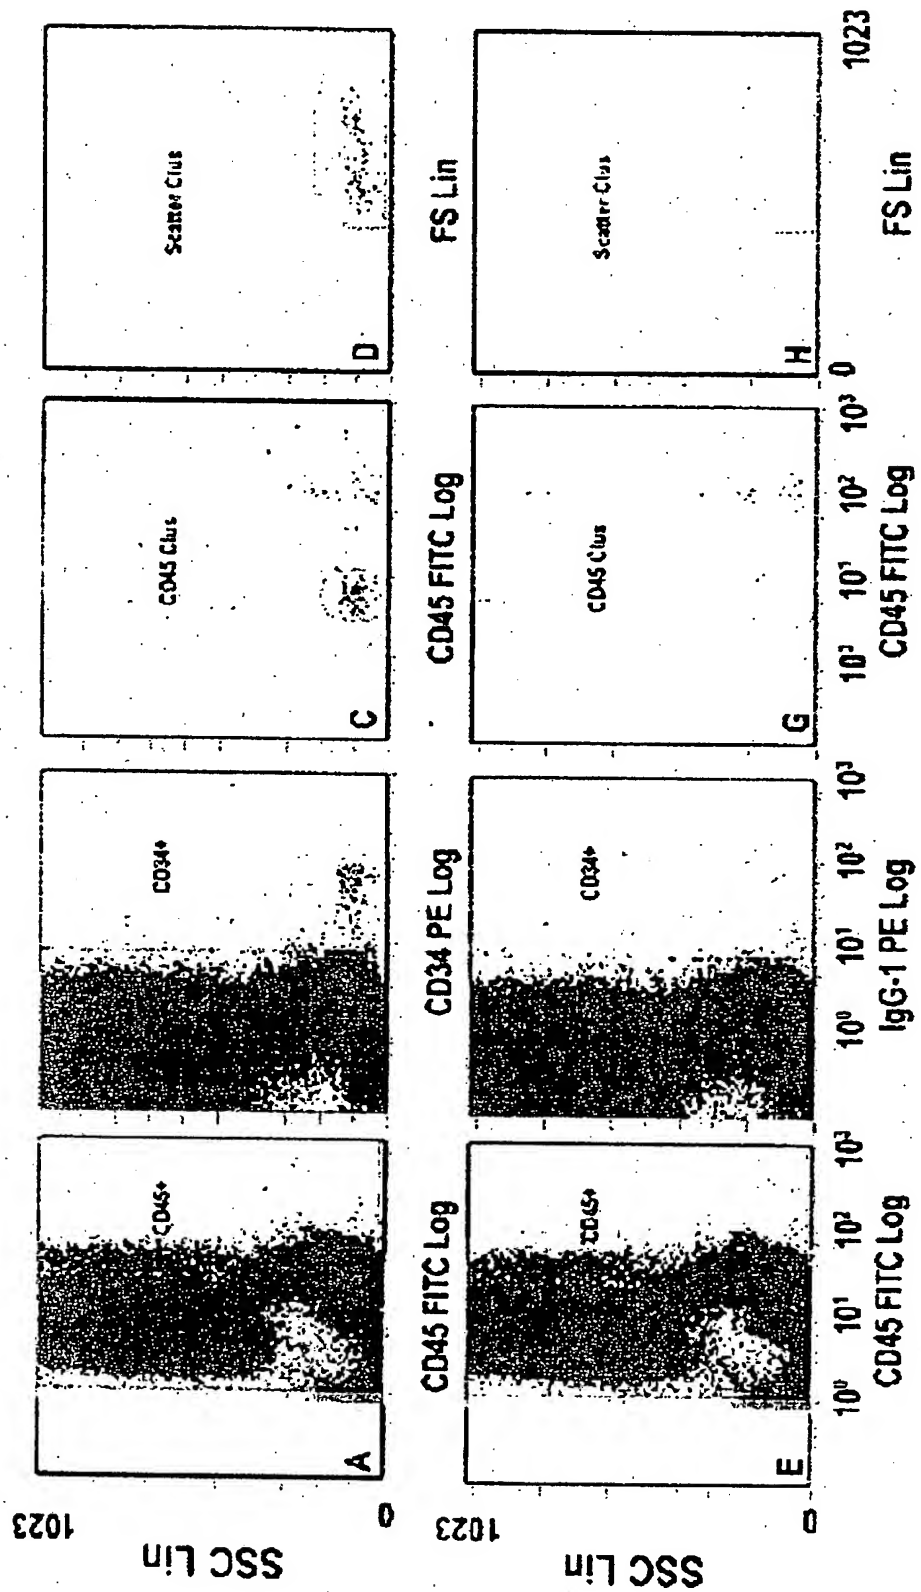 SSC Lin
1023
0
CD45+
A
CD45 FITC Log
CD34+
CD34 PE Log
CD45 Clus
C
CD45 FITC Log
Scatter Clus
D
FS Lin
SSC Lin
1023
0
CD45+
E
10⁰ 10¹ 10² 10³
CD45 FITC Log
CD34+
10⁰ 10¹ 10² 10³
IgG-1 PE Log
CD45 Clus
G
10³ 10¹ 10² 10³
CD45 FITC Log
Scatter Clus
H
0 1023
FS Lin